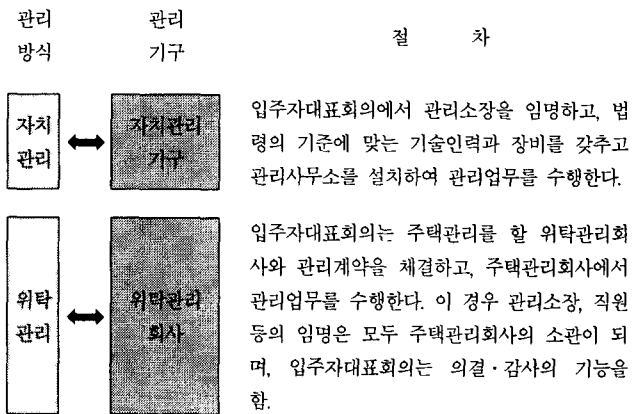 관리 관리
방식 기구 절 차
입주자대표회의에서 관리소장을 임명하고, 법
자치 자치관리 령의 기준에 맞는 기술인력과 장비를 갖추고
관리 기구 관리사무소를 설치하여 관리업무를 수행한다.
입주자대표회의는 주택관리를 할 위탁관리회
사와 관리계약을 체결하고, 주택관리회사에서
위탁 위탁관리 관리업무를 수행한다. 이 경우 관리소장, 직원
관리 회사 등의 임명은 모두 주택관리회사의 소관이 되
며, 입주자대표회의는 의결·감사의 기능을
함.